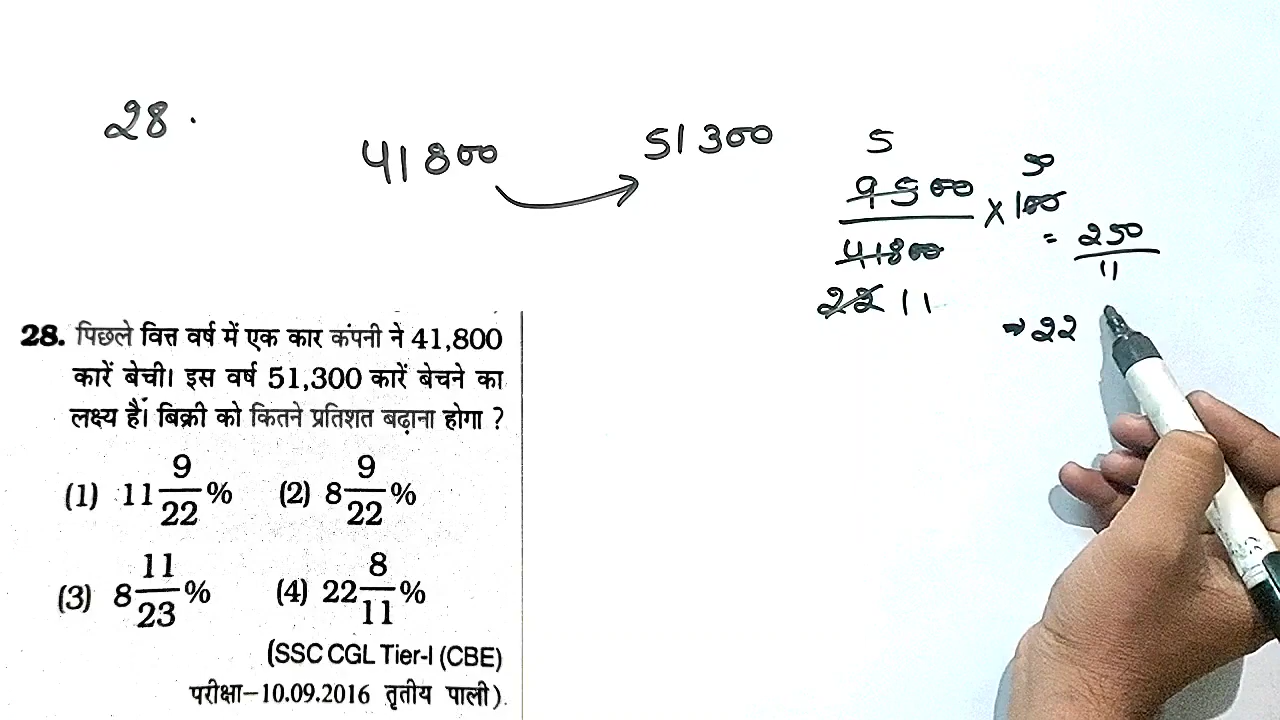 28.
41800 → 51300
5
9500 × 100 50
41800 = 250
22 11 11
⇒ 22
28. पिछले वित्त वर्ष में एक कार कंपनी ने 41,800
कारें बेची। इस वर्ष 51,300 कारें बेचने का
लक्ष्य है। बिक्री को कितने प्रतिशत बढ़ाना होगा ?
(1) 11 9/22 % (2) 8 9/22 %
(3) 8 11/23 % (4) 22 8/11 %
(SSC CGL Tier-I (CBE)
परीक्षा–10.09.2016 तृतीय पाली)